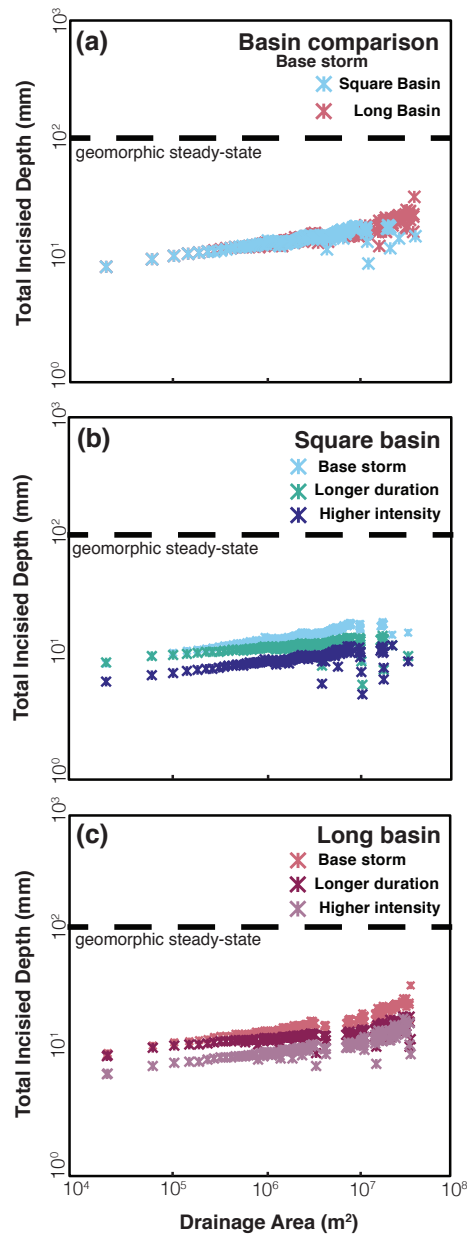 (a)
Basin comparison
Base storm
Square Basin
Long Basin
geomorphic steady-state
Total Incisied Depth (mm)
10³
10²
10¹
10⁰
(b)
Square basin
Base storm
Longer duration
Higher intensity
geomorphic steady-state
Total Incisied Depth (mm)
10³
10²
10¹
10⁰
(c)
Long basin
Base storm
Longer duration
Higher intensity
geomorphic steady-state
Total Incisied Depth (mm)
10³
10²
10¹
10⁰
10⁴ 10⁵ 10⁶ 10⁷ 10⁸
Drainage Area (m²)